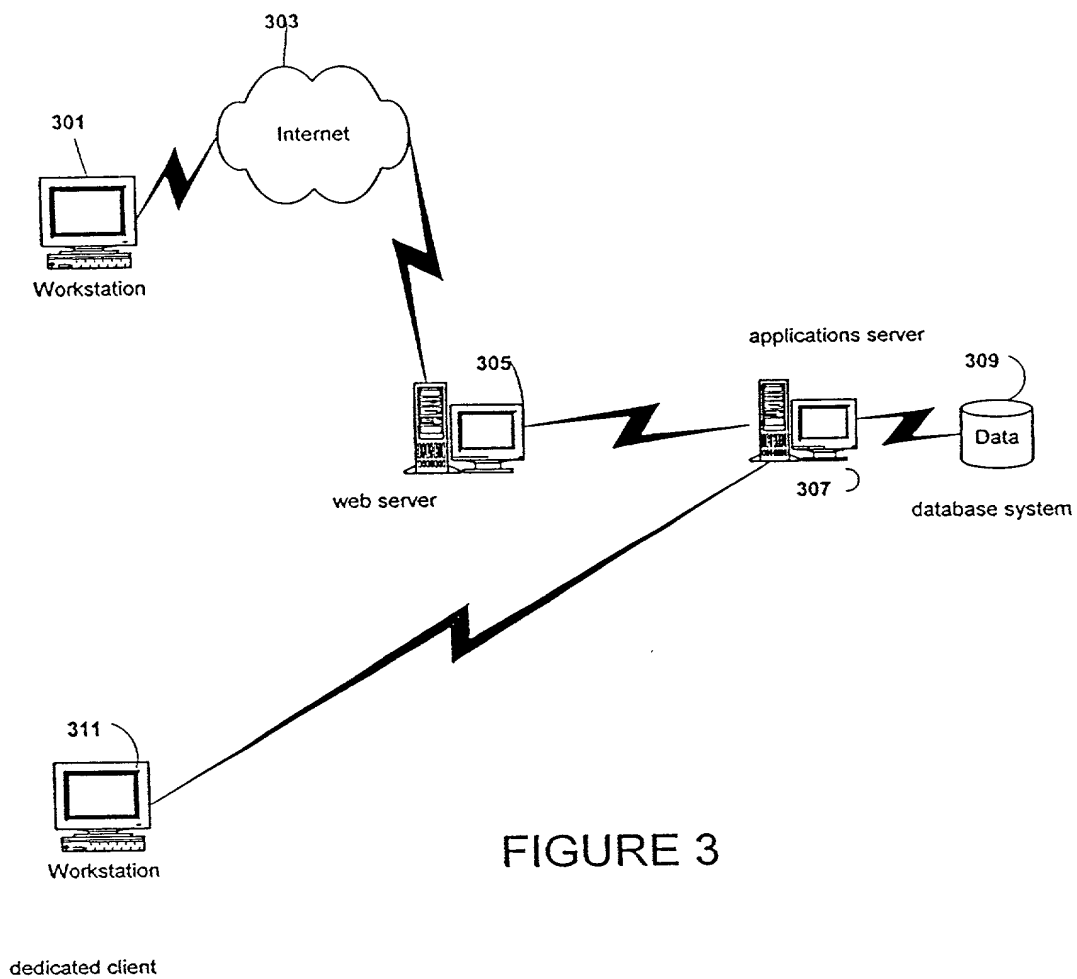 303
301
Internet
Workstation
applications server
305
309
Data
307
web server
database system
311
Workstation
FIGURE 3
dedicated client